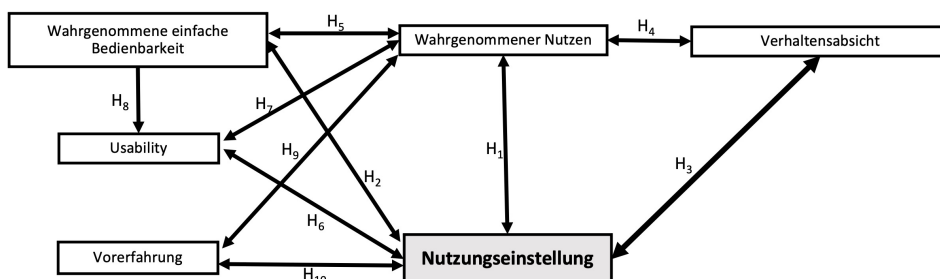 Wahrgenommene einfache
Bedienbarkeit
H5
Wahrgenommener Nutzen
H4
Verhaltensabsicht
H8
H7
Usability
H9
H1
H2
H3
H6
Vorerfahrung
Nutzungseinstellung
H10